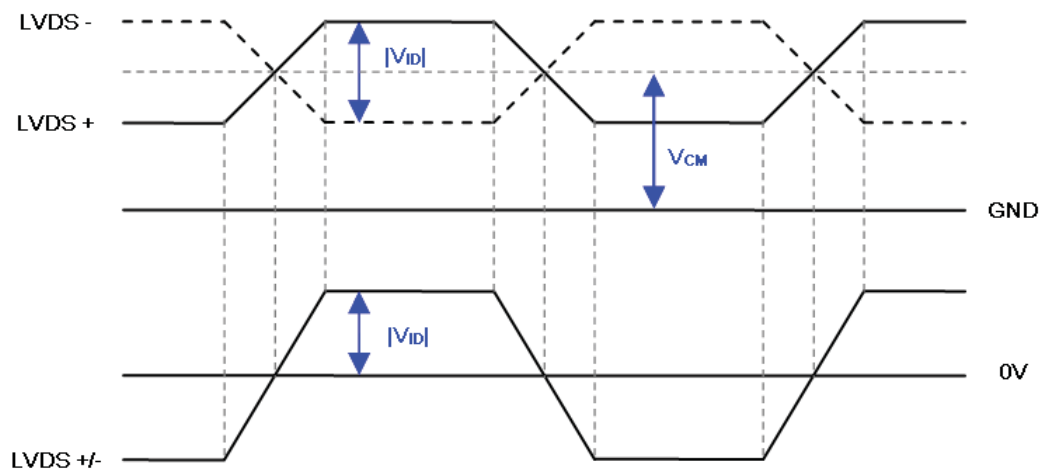 LVDS -
|VID|
LVDS +
VCM
GND
|VID|
0V
LVDS +/-